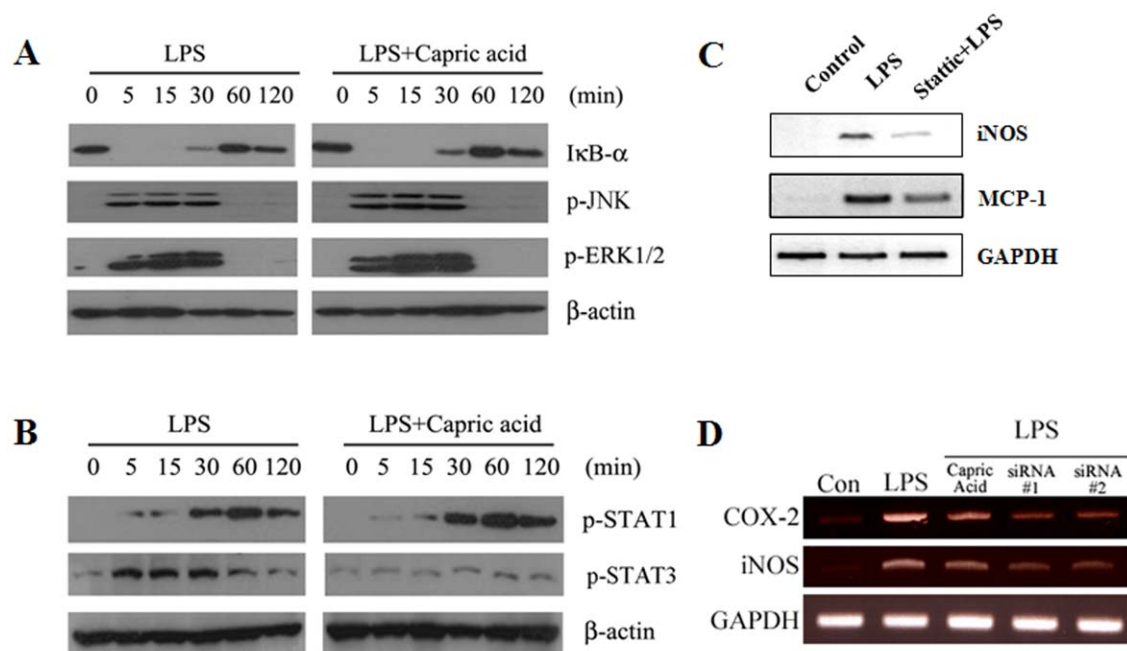 A
LPS
LPS+Capric acid
0 5 15 30 60 120
0 5 15 30 60 120
(min)
IκB-α
p-JNK
p-ERK1/2
β-actin
B
LPS
LPS+Capric acid
0 5 15 30 60 120
0 5 15 30 60 120
(min)
p-STAT1
p-STAT3
β-actin
C
Control
LPS
Stattic+LPS
iNOS
MCP-1
GAPDH
D
LPS
Con
LPS
Capric
Acid
siRNA
#1
siRNA
#2
COX-2
iNOS
GAPDH